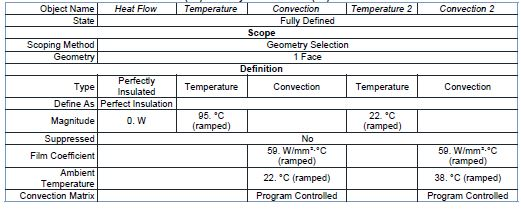 Object Name Heat Flow Temperature Convection Temperature 2 Convection 2
State Fully Defined
Scope
Scoping Method Geometry Selection
Geometry 1 Face
Definition
Type Perfectly Insulated Temperature Convection Temperature Convection
Define As Perfect Insulation
Magnitude 0. W 95. °C (ramped) 22. °C (ramped)
Suppressed No
Film Coefficient 59. W/mm²·°C (ramped) 59. W/mm²·°C (ramped)
Ambient Temperature 22. °C (ramped) 38. °C (ramped)
Convection Matrix Program Controlled Program Controlled